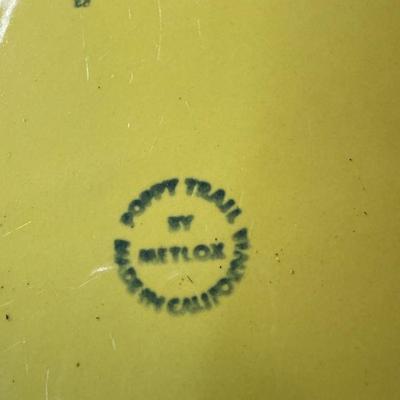 POPPY TRAIL
BY
METLOX
MADE IN CALIFORNIA